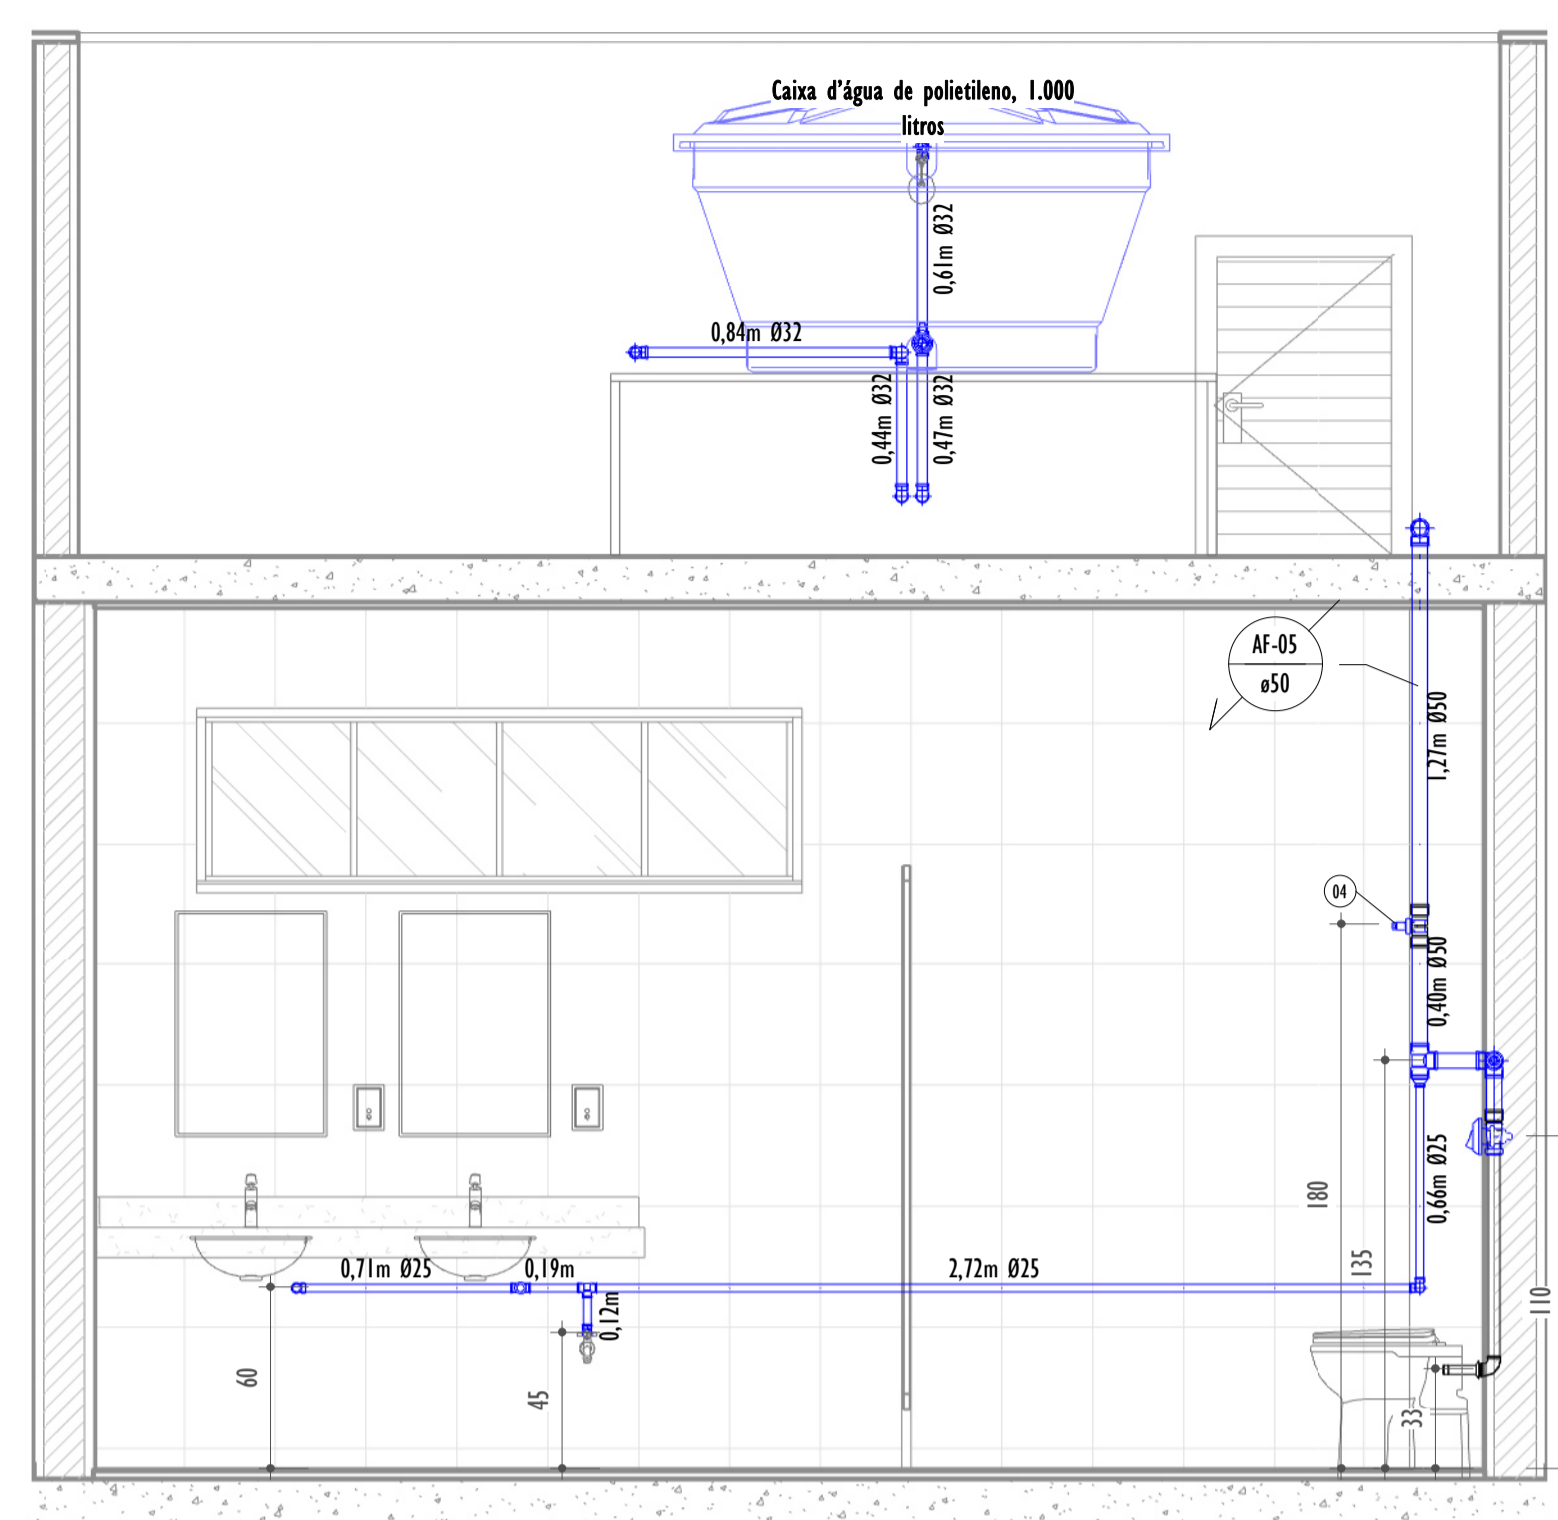 Caixa d'água de polietileno, 1.000
litros
0,61m Ø32
0,84m Ø32
0,44m Ø32
0,47m Ø32
AF-05
ø50
1,27m Ø50
04
0,40m Ø50
0,66m Ø25
180
135
110
0,71m Ø25
0,19m
2,72m Ø25
0,12m
60
45
33